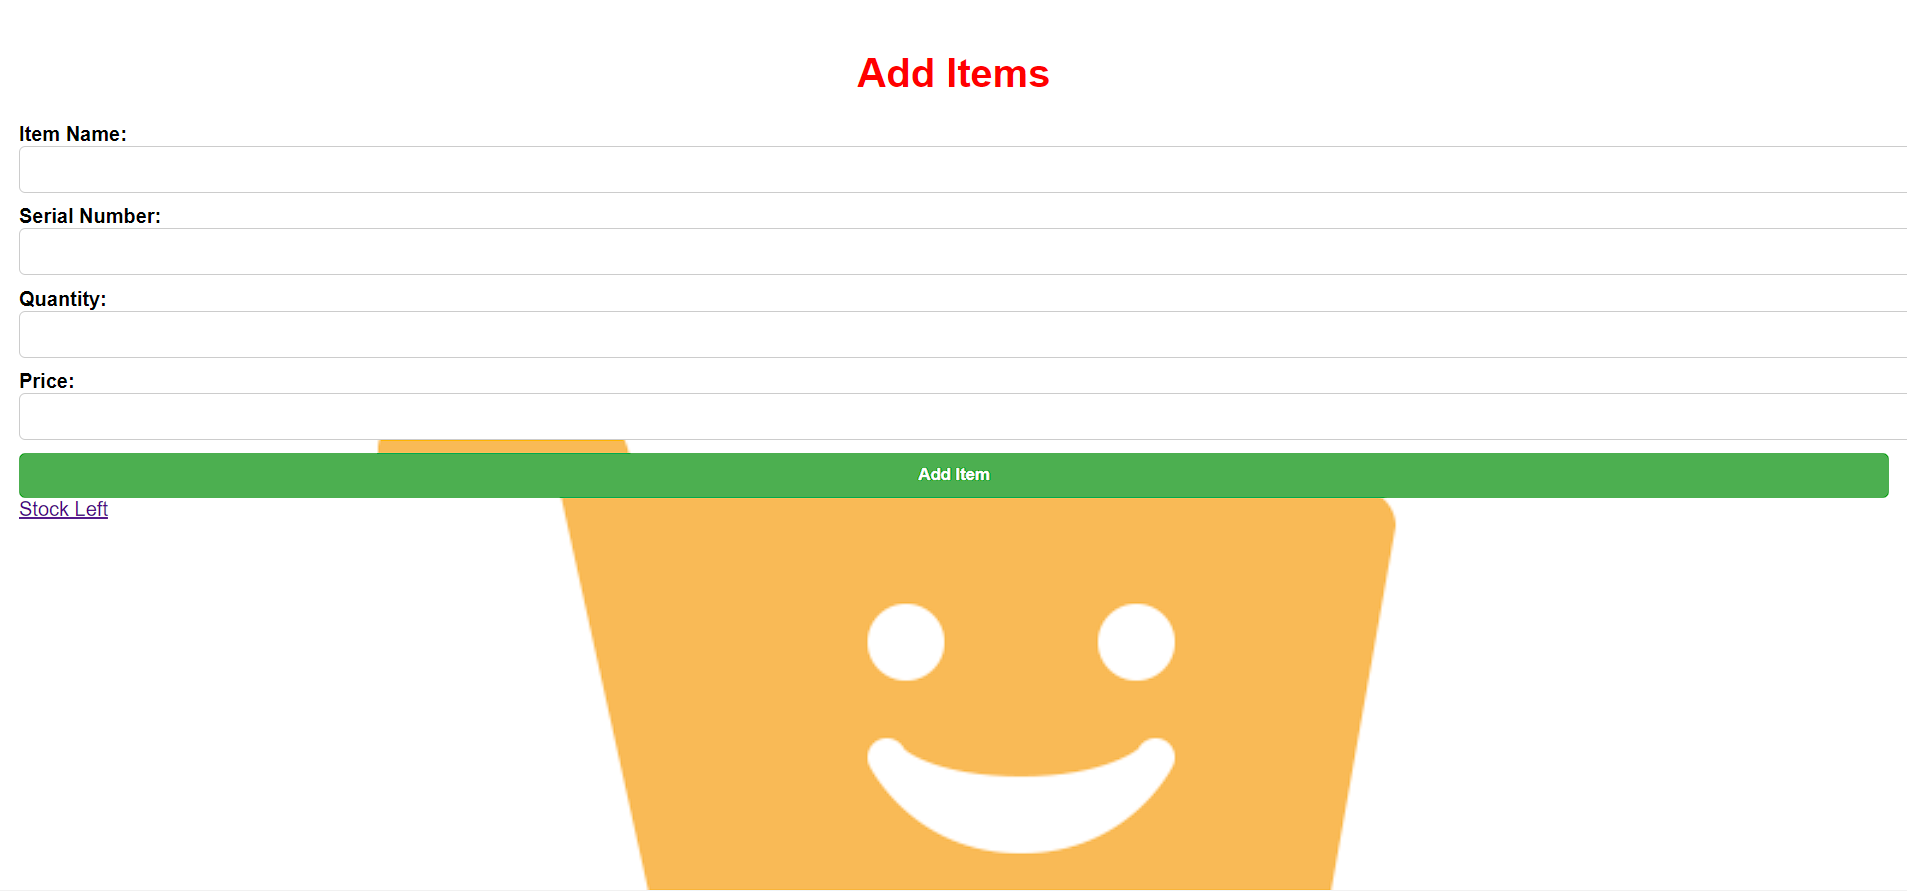 Add Items
Item Name:
Serial Number:
Quantity:
Price:
Add Item
Stock Left